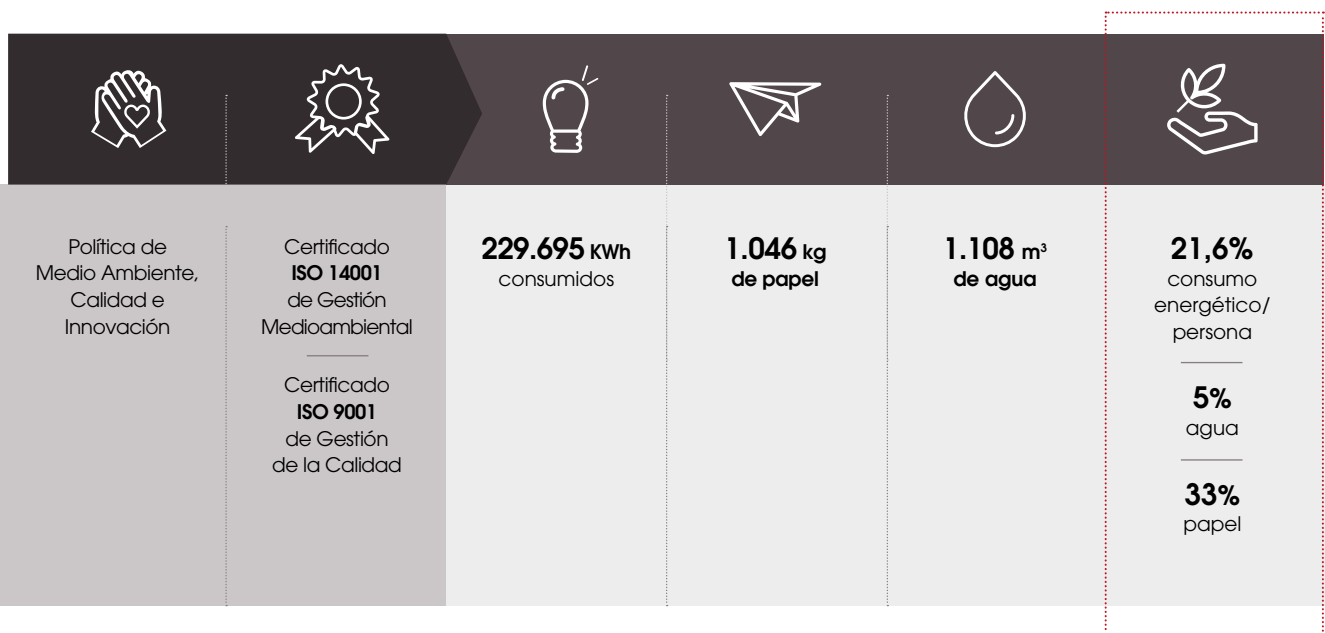 Política de
Medio Ambiente,
Calidad e
Innovación
Certificado
ISO 14001
de Gestión
Medioambiental
Certificado
ISO 9001
de Gestión
de la Calidad
229.695 KWh
consumidos
1.046 kg
de papel
1.108 m³
de agua
21,6%
consumo
energético/
persona
5%
agua
33%
papel